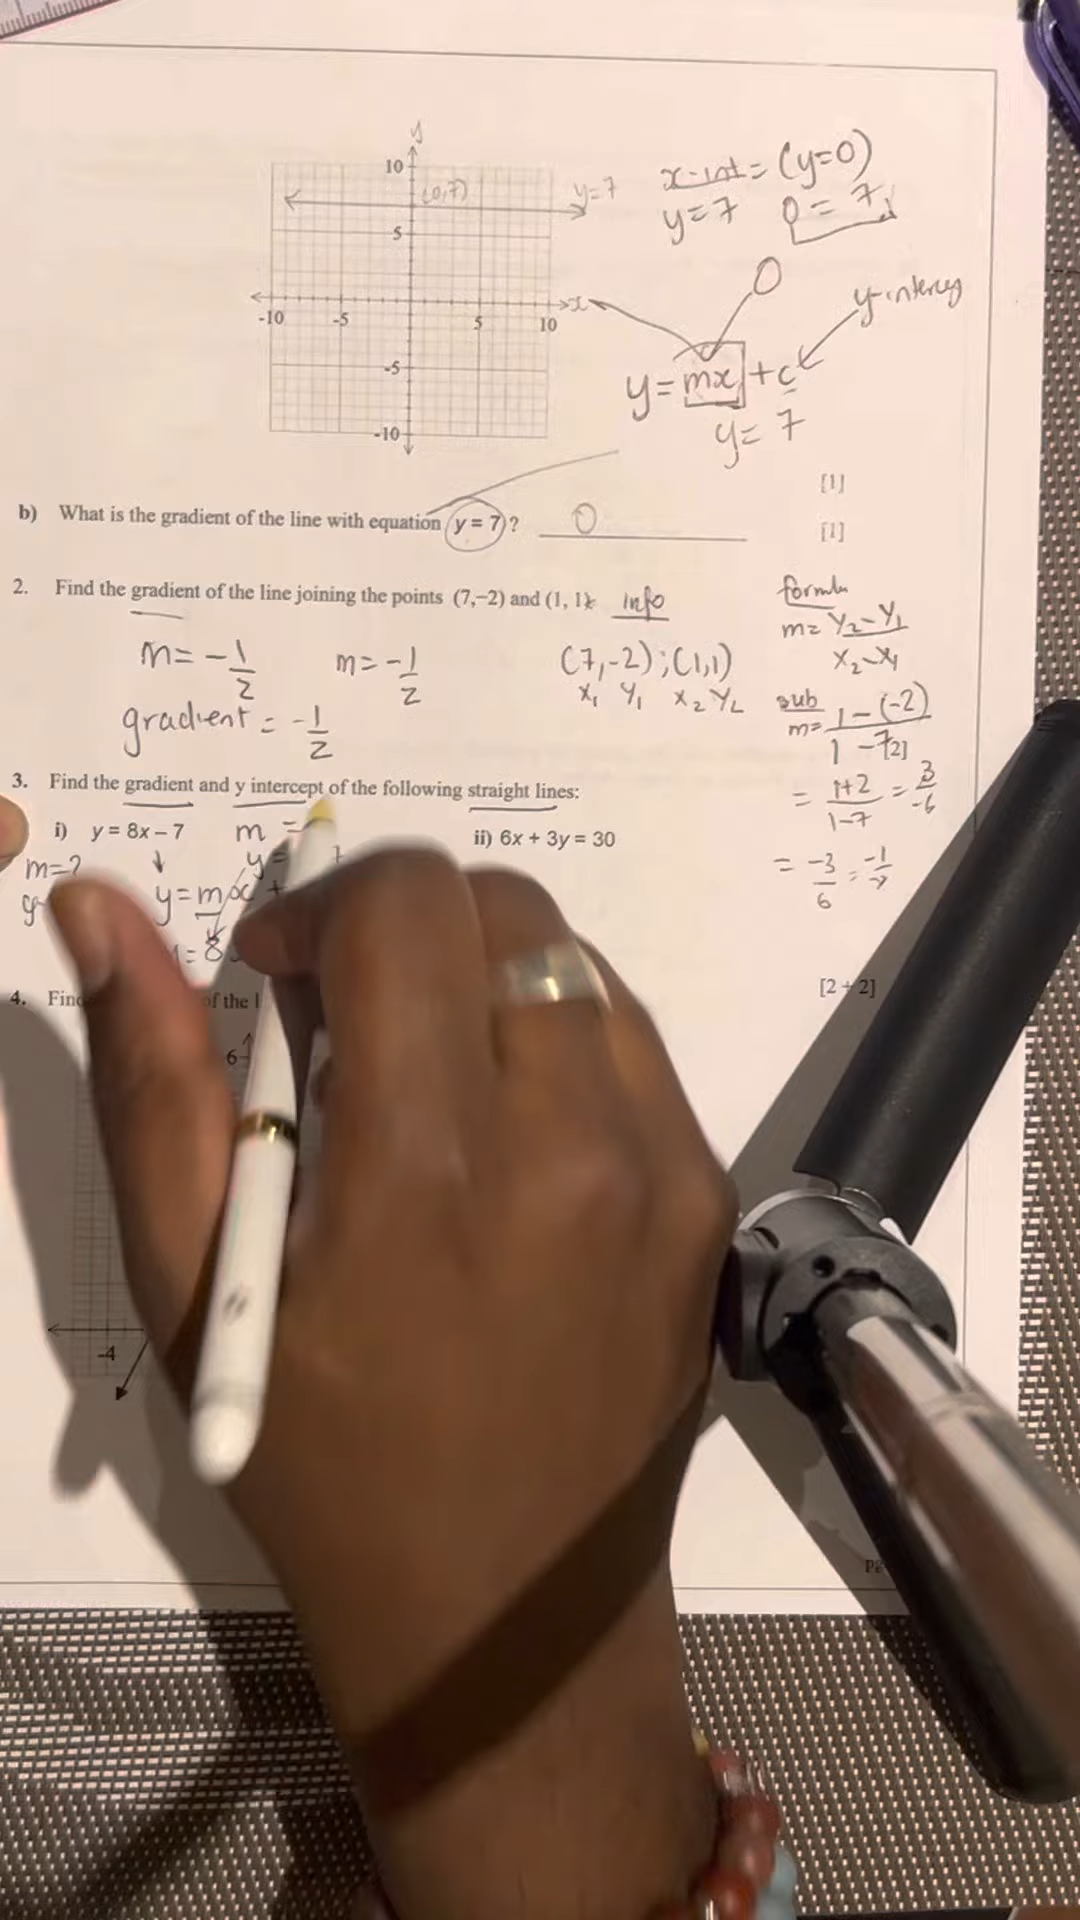 y
10
(0,7)
y=7
5
-10
-5
5
10
x
-5
-10
x-int = (y=0)
y=7 0 = 7
0
y-intercep
y=mx+c
y=7
[1]
b) What is the gradient of the line with equation y = 7? 0
[1]
2. Find the gradient of the line joining the points (7,−2) and (1, 1). info
m= -1/2 m= -1/2
gradient = -1/2
(7,-2);(1,1)
x1 y1 x2 y2
formula
m= Y2-Y1
X2-X1
sub
m= 1-(-2)
1-7
2]
= 1+2 = 3
1-7 -6
= -3
6
3. Find the gradient and y intercept of the following straight lines:
i) y = 8x – 7 m =
ii) 6x + 3y = 30
m=?
y=
y=mx +
= 8
[2 + 2]
4. of the
6
-4